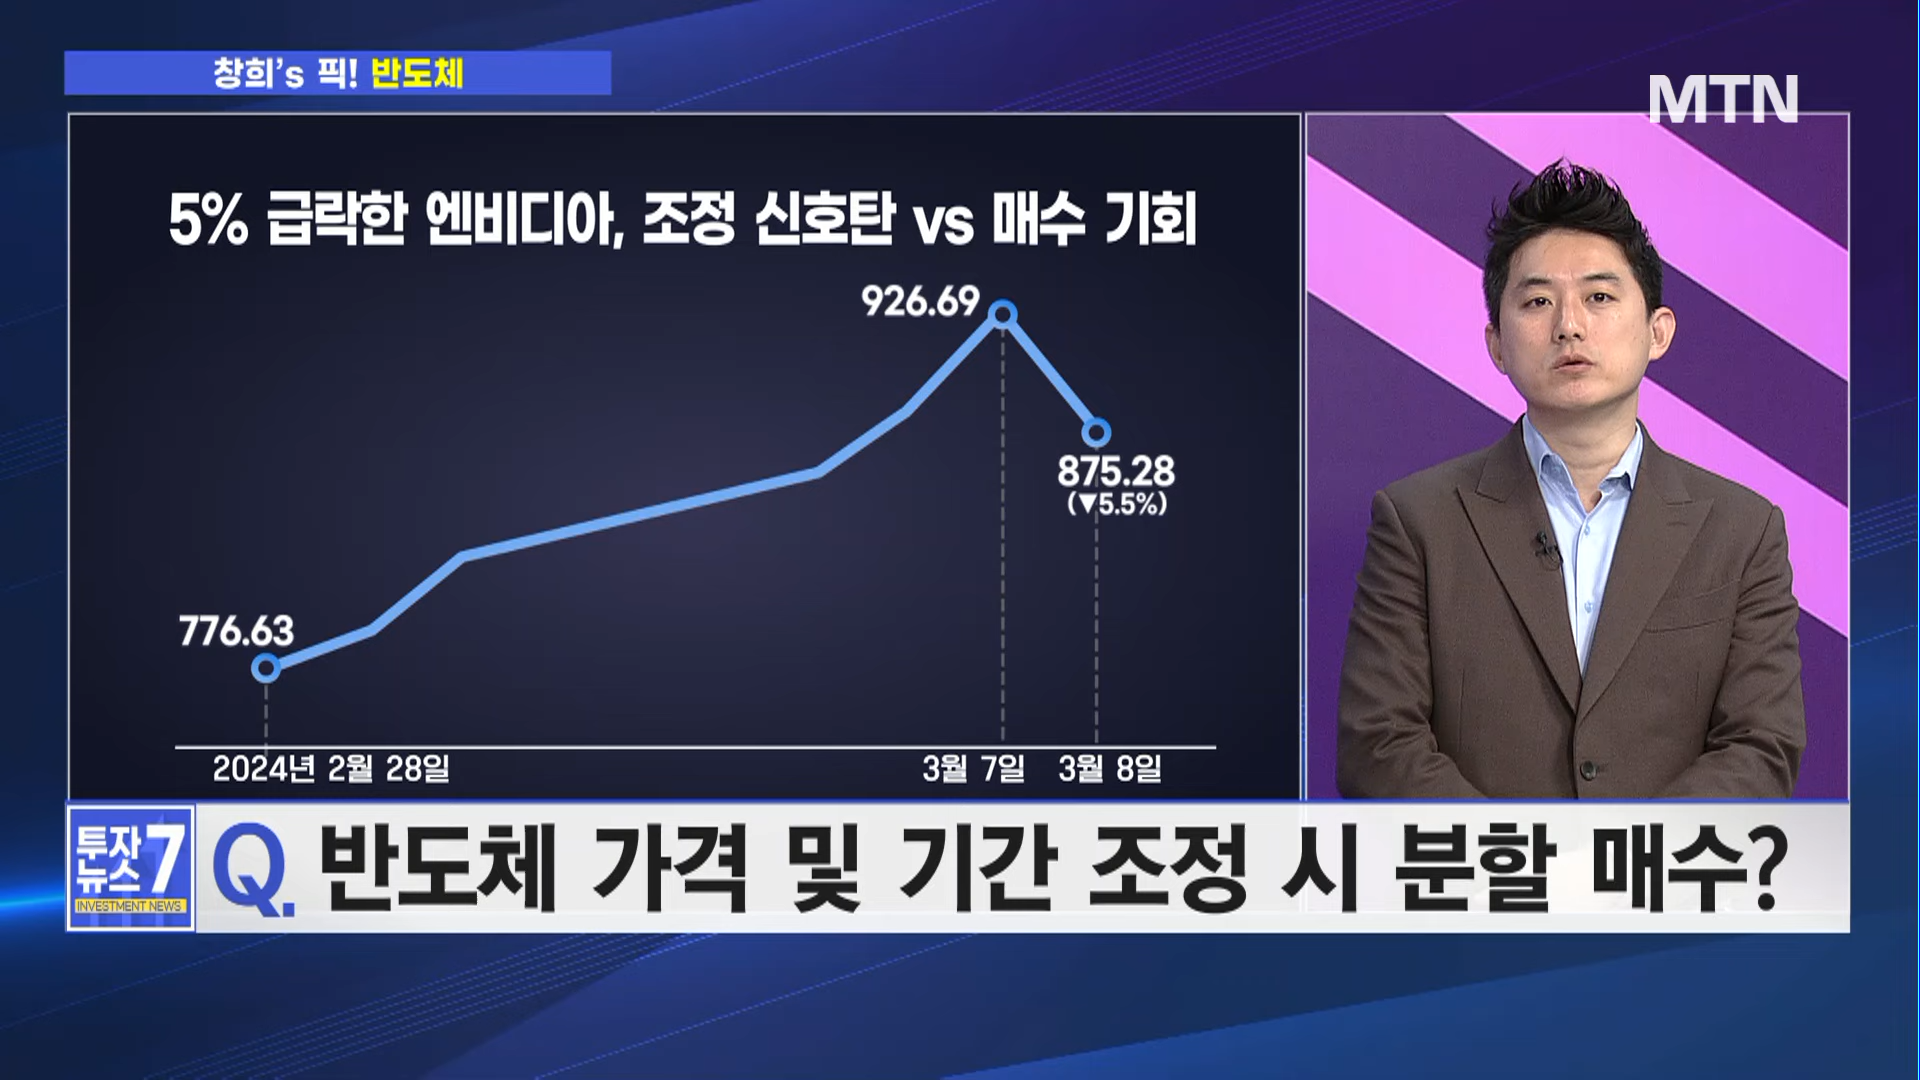 창희's 픽! 반도체
MTN
5% 급락한 엔비디아, 조정 신호탄 vs 매수 기회
926.69
875.28
(▼5.5%)
776.63
2024년 2월 28일
3월 7일
3월 8일
투자
뉴스7
INVESTMENT NEWS
Q. 반도체 가격 및 기간 조정 시 분할 매수?